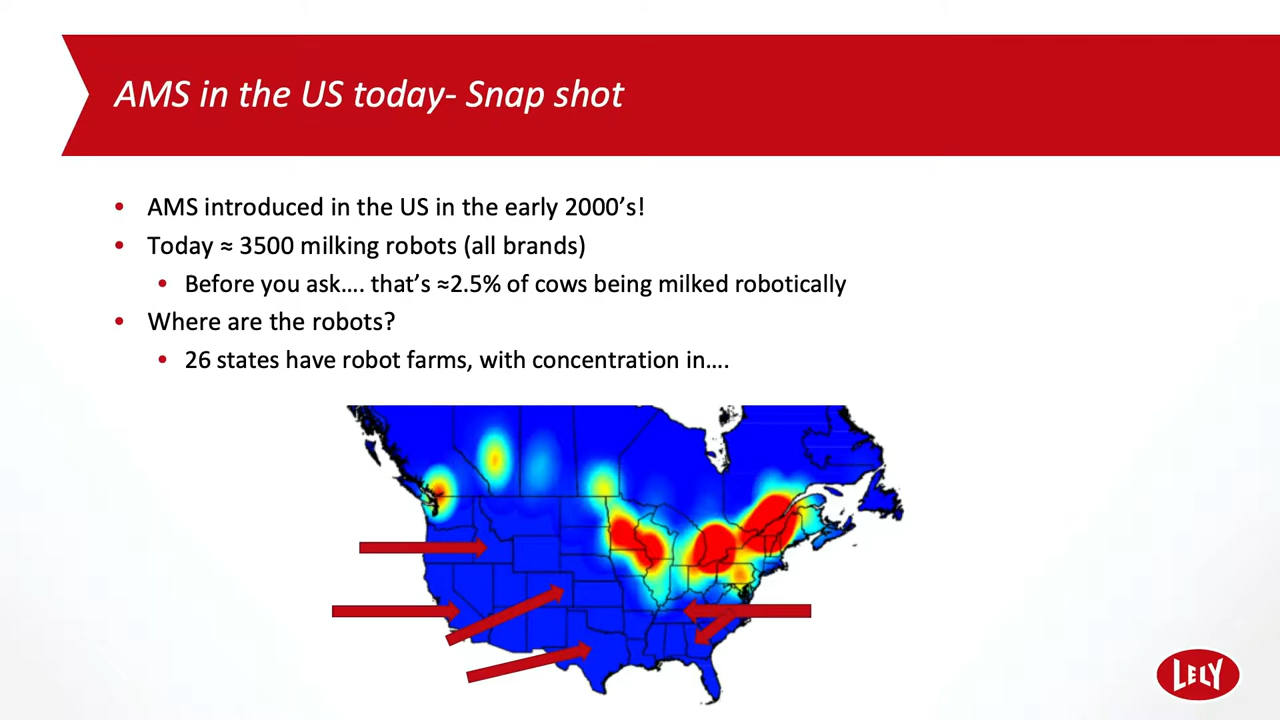 AMS in the US today- Snap shot
• AMS introduced in the US in the early 2000’s!
• Today ≈ 3500 milking robots (all brands)
• Before you ask…. that’s ≈2.5% of cows being milked robotically
• Where are the robots?
• 26 states have robot farms, with concentration in….
LELY